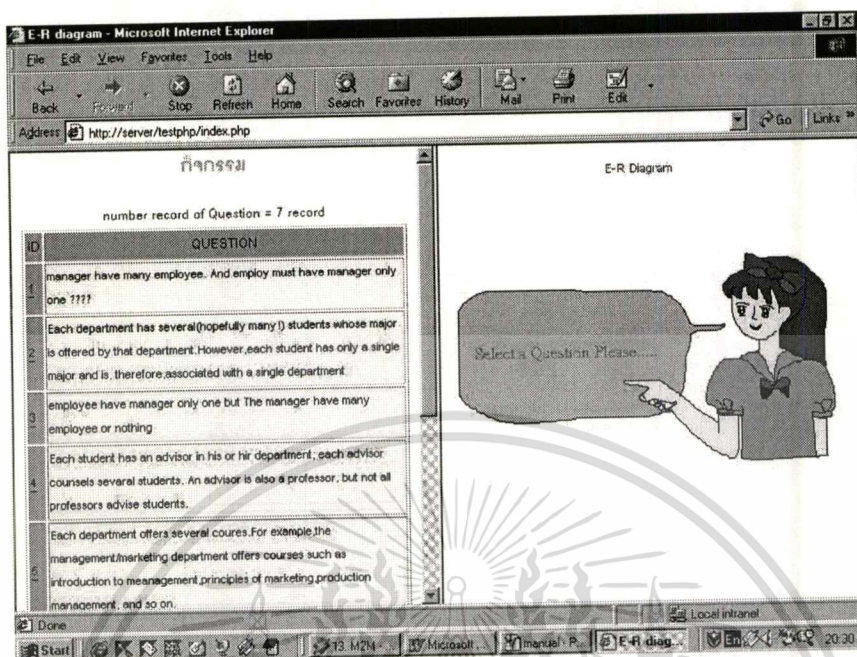 E-R diagram - Microsoft Internet Explorer
File Edit View Favorites Tools Help
Back Forward Stop Refresh Home Search Favorites History Mail Print Edit
Address http://server/testphp/index.php Go Links »
กิจกรรม
number record of Question = 7 record
ID QUESTION
1 manager have many employee. And employ must have manager only
one ????
2 Each department has several(hopefully many!) students whose major
is offered by that department.However,each student has only a single
major and is, therefore,associated with a single department
3 employee have manager only one but The manager have many
employee or nothing
4 Each student has an advisor in his or hir department; each advisor
counsels several students. An advisor is also a professor, but not all
professors advise students.
5 Each department offers several coures.For example,the
management/marketing department offers courses such as
introduction to meanagement,principles of marketing,production
management, and so on.
E-R Diagram
Select a Question Please.....
Done Local intranet
Start 13. M2M - ... Microsoft ... manual - P... E-R diag... En 20:30